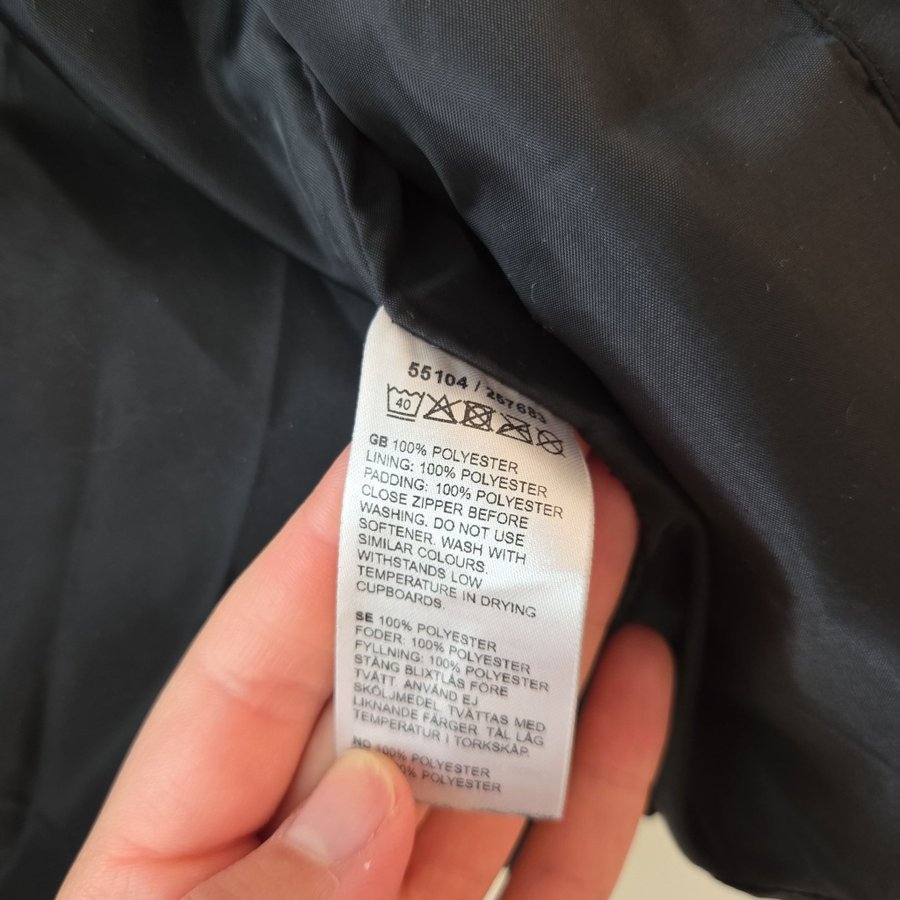 55104 / 257683
40
GB 100% POLYESTER
LINING: 100% POLYESTER
PADDING: 100% POLYESTER
CLOSE ZIPPER BEFORE
WASHING. DO NOT USE
SOFTENER. WASH WITH
SIMILAR COLOURS.
WITHSTANDS LOW
TEMPERATURE IN DRYING
CUPBOARDS.
SE 100% POLYESTER
FODER: 100% POLYESTER
FYLLNING: 100% POLYESTER
STÄNG BLIXTLÅS FÖRE
TVÄTT. ANVÄND EJ
SKÖLJMEDEL. TVÄTTAS MED
LIKNANDE FÄRGER. TÅL LÅG
TEMPERATUR I TORKSKÅP.
NO 100% POLYESTER
POLYESTER